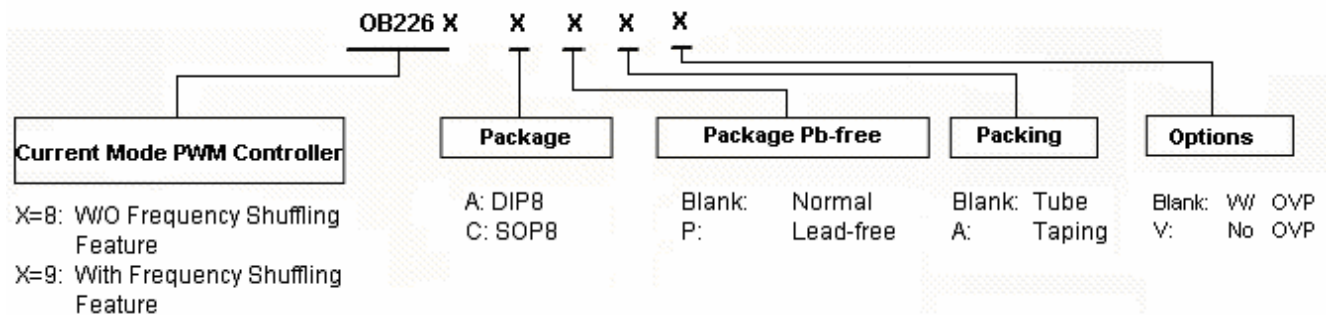 OB226 X X X X X
Current Mode PWM Controller
X=8: W/O Frequency Shuffling
Feature
X=9: With Frequency Shuffling
Feature
Package
A: DIP8
C: SOP8
Package Pb-free
Blank: Normal
P: Lead-free
Packing
Blank: Tube
A: Taping
Options
Blank: W/ OVP
V: No OVP